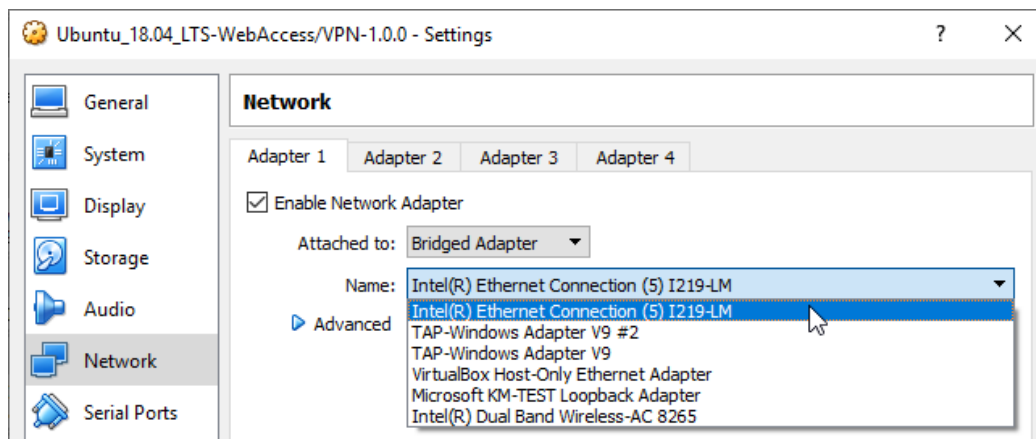 Ubuntu_18.04_LTS-WebAccess/VPN-1.0.0 - Settings ?
General
System
Display
Storage
Audio
Network
Serial Ports
Network
Adapter 1 Adapter 2 Adapter 3 Adapter 4
Enable Network Adapter
Attached to: Bridged Adapter
Name: Intel(R) Ethernet Connection (5) I219-LM
Intel(R) Ethernet Connection (5) I219-LM
TAP-Windows Adapter V9 #2
TAP-Windows Adapter V9
VirtualBox Host-Only Ethernet Adapter
Microsoft KM-TEST Loopback Adapter
Intel(R) Dual Band Wireless-AC 8265
Advanced